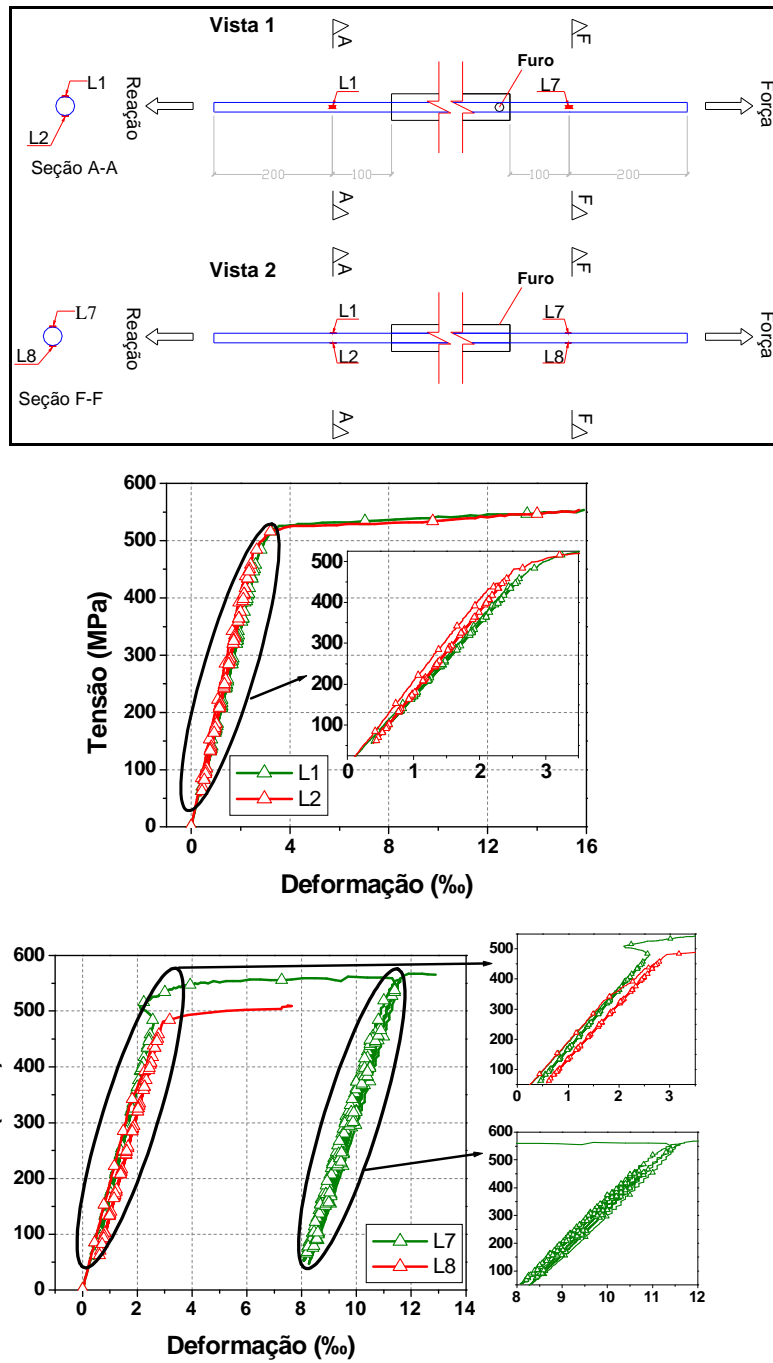 Vista 1
A
F
Furo
L1
L2
Seção A-A
Reação
L1
L7
Força
200
100
100
200
A
F
A
F
Vista 2
Furo
L7
L8
Seção F-F
Reação
L1
L2
L7
L8
Força
A
F
600
500
400
300
200
100
0
Tensão (MPa)
500
400
300
200
100
0 1 2 3
L1
L2
0 4 8 12 16
Deformação (‰)
600
500
400
300
200
100
0
L7
L8
0 2 4 6 8 10 12 14
Deformação (‰)
500
400
300
200
100
0 1 2 3
600
500
400
300
200
100
8 9 10 11 12